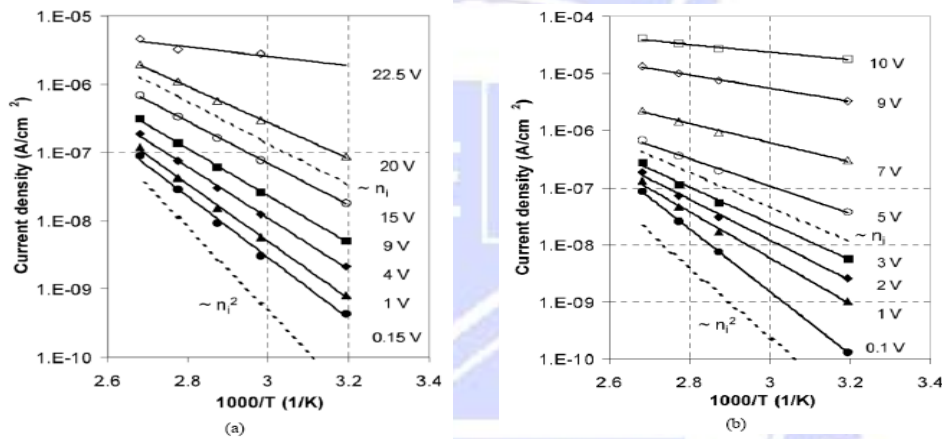 1.E-05
1.E-06
1.E-07
1.E-08
1.E-09
1.E-10
Current density (A/cm²)
22.5 V
20 V
~ nᵢ
15 V
9 V
4 V
1 V
~ nᵢ²
0.15 V
2.6 2.8 3 3.2 3.4
1000/T (1/K)
(a)
1.E-04
1.E-05
1.E-06
1.E-07
1.E-08
1.E-09
1.E-10
Current density (A/cm²)
10 V
9 V
7 V
5 V
~ nᵢ
3 V
2 V
1 V
~ nᵢ²
0.1 V
2.6 2.8 3 3.2 3.4
1000/T (1/K)
(b)